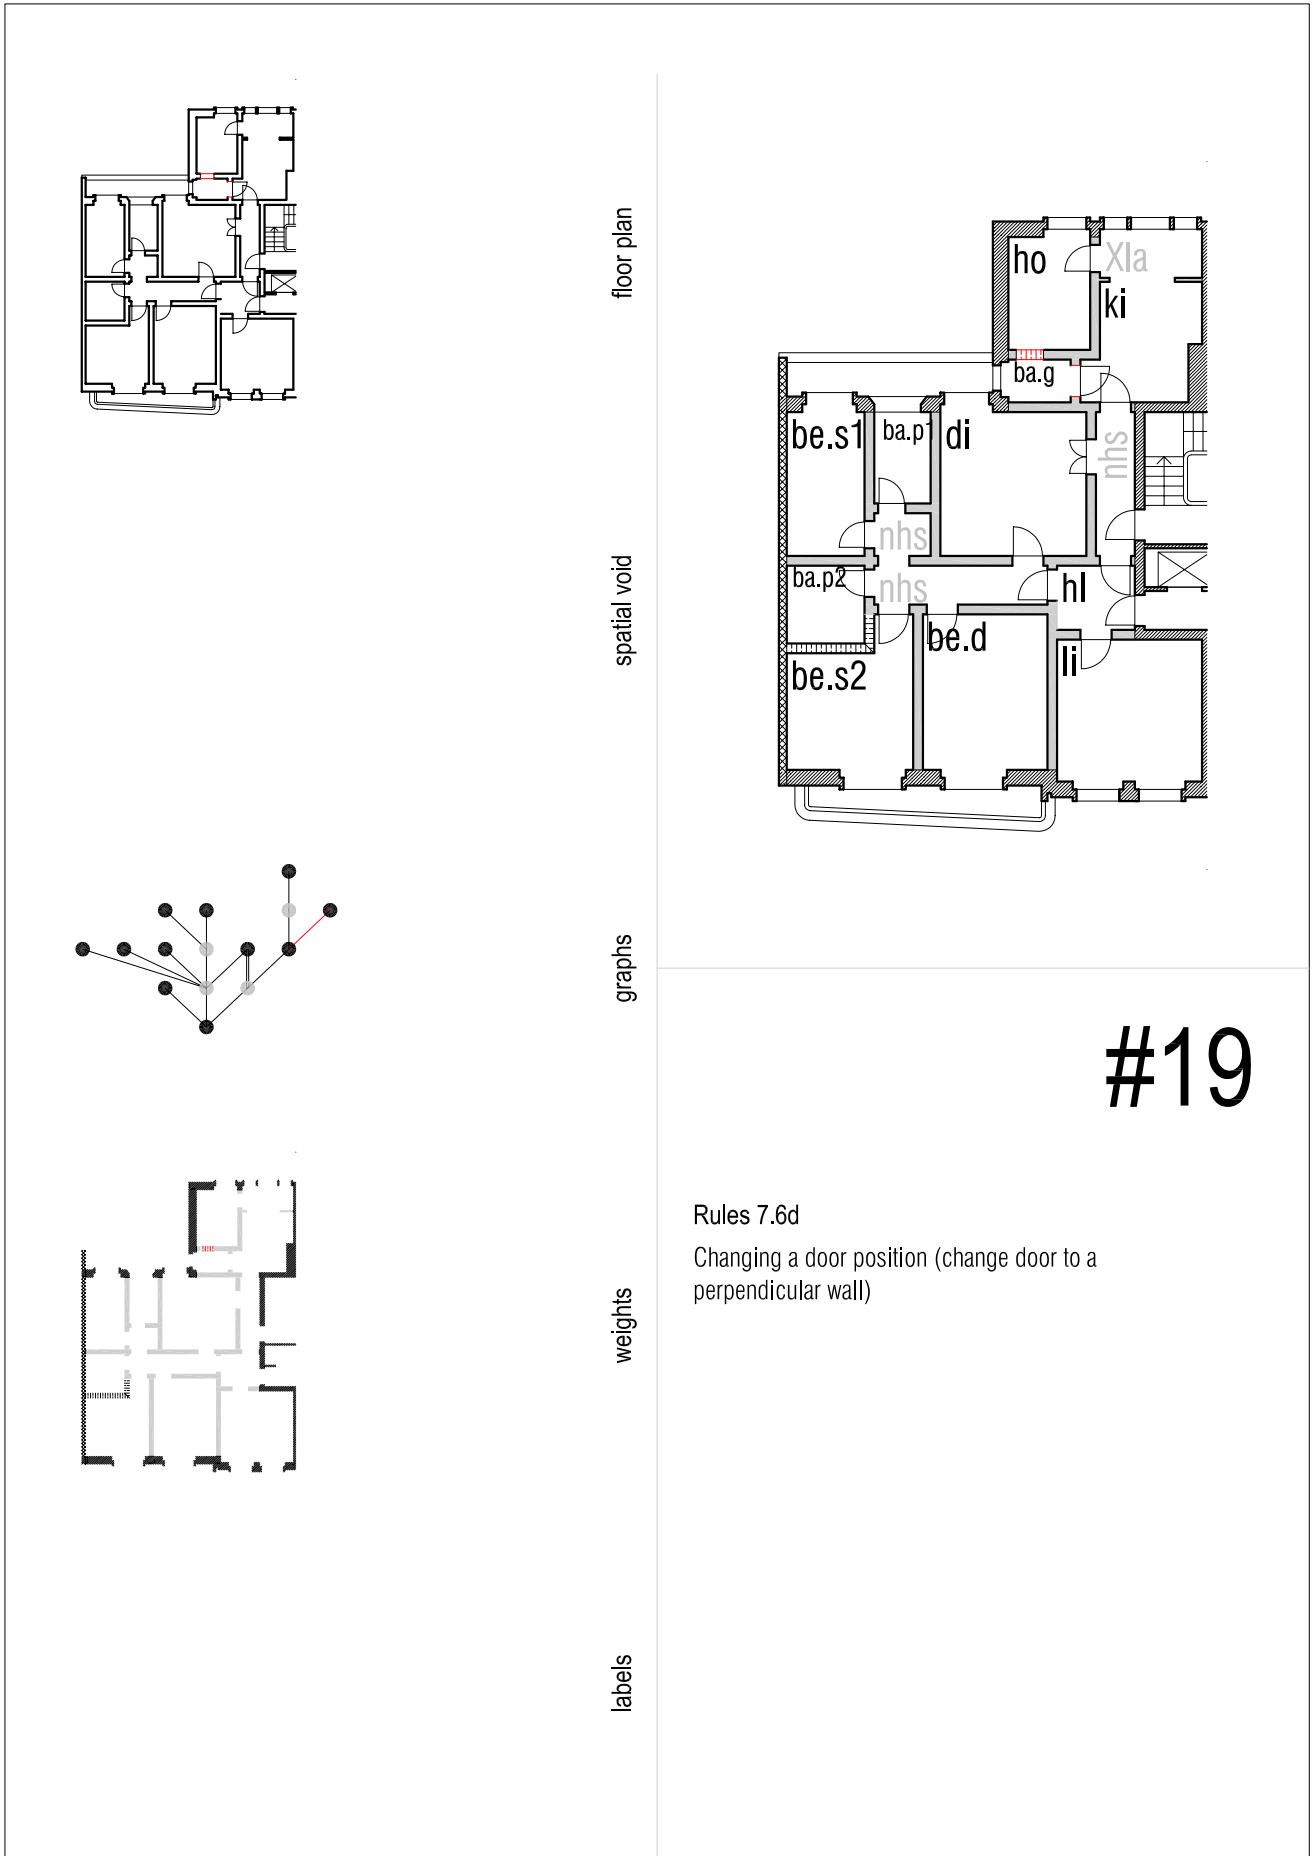 floor plan
spatial void
graphs
weights
labels
ho
Xla
ki
ba.g
be.s1
ba.p1
di
nhs
nhs
ba.p2
nhs
hl
be.d
li
be.s2
#19
Rules 7.6d
Changing a door position (change door to a
perpendicular wall)